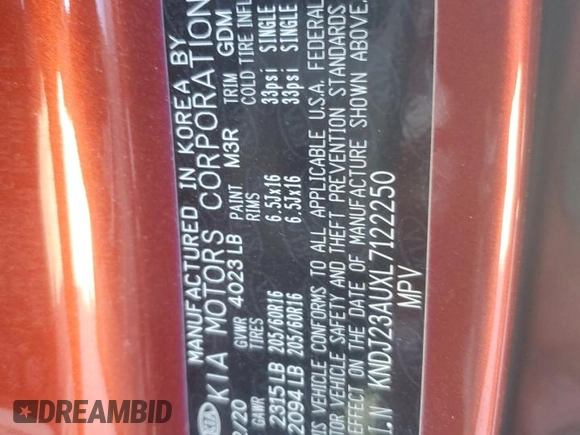 MANUFACTURED IN KOREA BY
KIA KIA MOTORS CORPORATION
/20 GVWR 4023 LB PAINT M3R TRIM GDM
GAWR TIRES RIMS COLD TIRE INFL
2315 LB 205/60R16 6.5Jx16 33psi SINGLE
2094 LB 205/60R16 6.5Jx16 33psi SINGLE
THIS VEHICLE CONFORMS TO ALL APPLICABLE U.S.A. FEDERAL
MOTOR VEHICLE SAFETY AND THEFT PREVENTION STANDARDS
EFFECT ON THE DATE OF MANUFACTURE SHOWN ABOVE.
I.N KNDJ23AUXL7122250
MPV
RIDEWITHBID